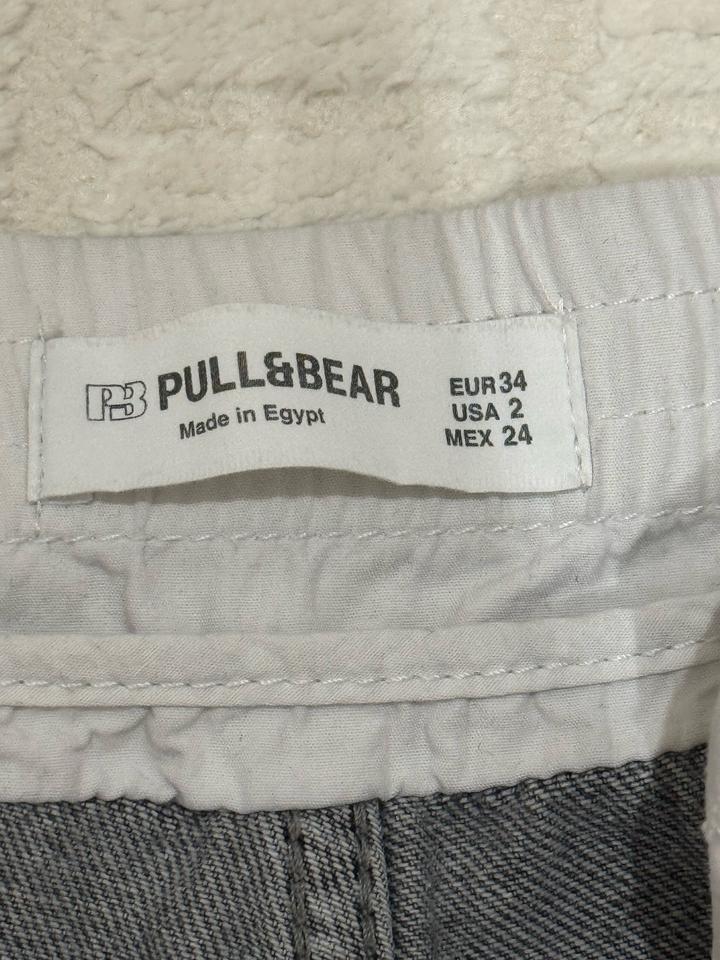 PB PULL&BEAR
Made in Egypt
EUR 34
USA 2
MEX 24